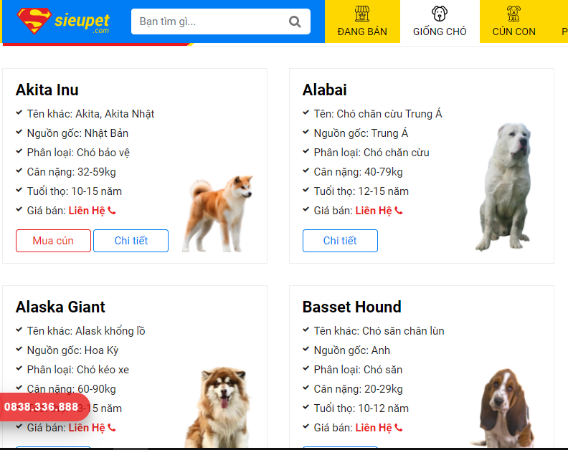 sieupet
.com
Bạn tìm gì...
ĐANG BÁN
GIỐNG CHÓ
CÚN CON
P
Akita Inu
Tên khác: Akita, Akita Nhật
Nguồn gốc: Nhật Bản
Phân loại: Chó bảo vệ
Cân nặng: 32-59kg
Tuổi thọ: 10-15 năm
Giá bán: Liên Hệ
Mua cún
Chi tiết
Alabai
Tên: Chó chăn cừu Trung Á
Nguồn gốc: Trung Á
Phân loại: Chó chăn cừu
Cân nặng: 40-79kg
Tuổi thọ: 12-15 năm
Giá bán: Liên Hệ
Chi tiết
Alaska Giant
Tên khác: Alask khổng lồ
Nguồn gốc: Hoa Kỳ
Phân loại: Chó kéo xe
Cân nặng: 60-90kg
-15 năm
Giá bán: Liên Hệ
0838.336.888
Basset Hound
Tên khác: Chó săn chân lùn
Nguồn gốc: Anh
Phân loại: Chó săn
Cân nặng: 20-29kg
Tuổi thọ: 10-12 năm
Giá bán: Liên Hệ